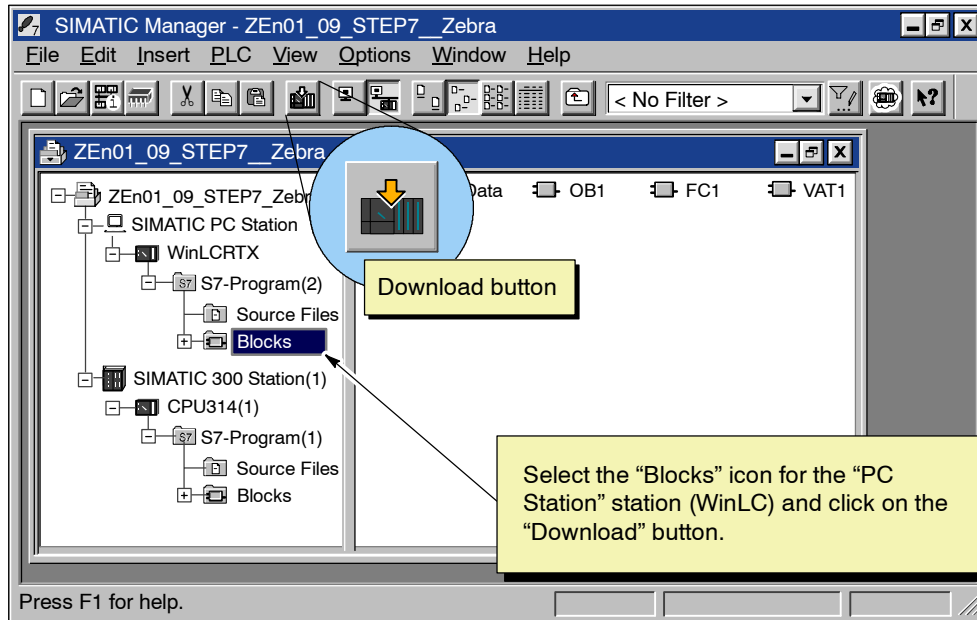 SIMATIC Manager - ZEn01_09_STEP7__Zebra
File Edit Insert PLC View Options Window Help
< No Filter >
ZEn01_09_STEP7__Zebra
ZEn01_09_STEP7_Zebr
Data OB1 FC1 VAT1
SIMATIC PC Station
WinLCRTX
S7-Program(2)
Source Files
Blocks
SIMATIC 300 Station(1)
CPU314(1)
S7-Program(1)
Source Files
Blocks
Download button
Select the “Blocks” icon for the “PC
Station” station (WinLC) and click on the
“Download” button.
Press F1 for help.